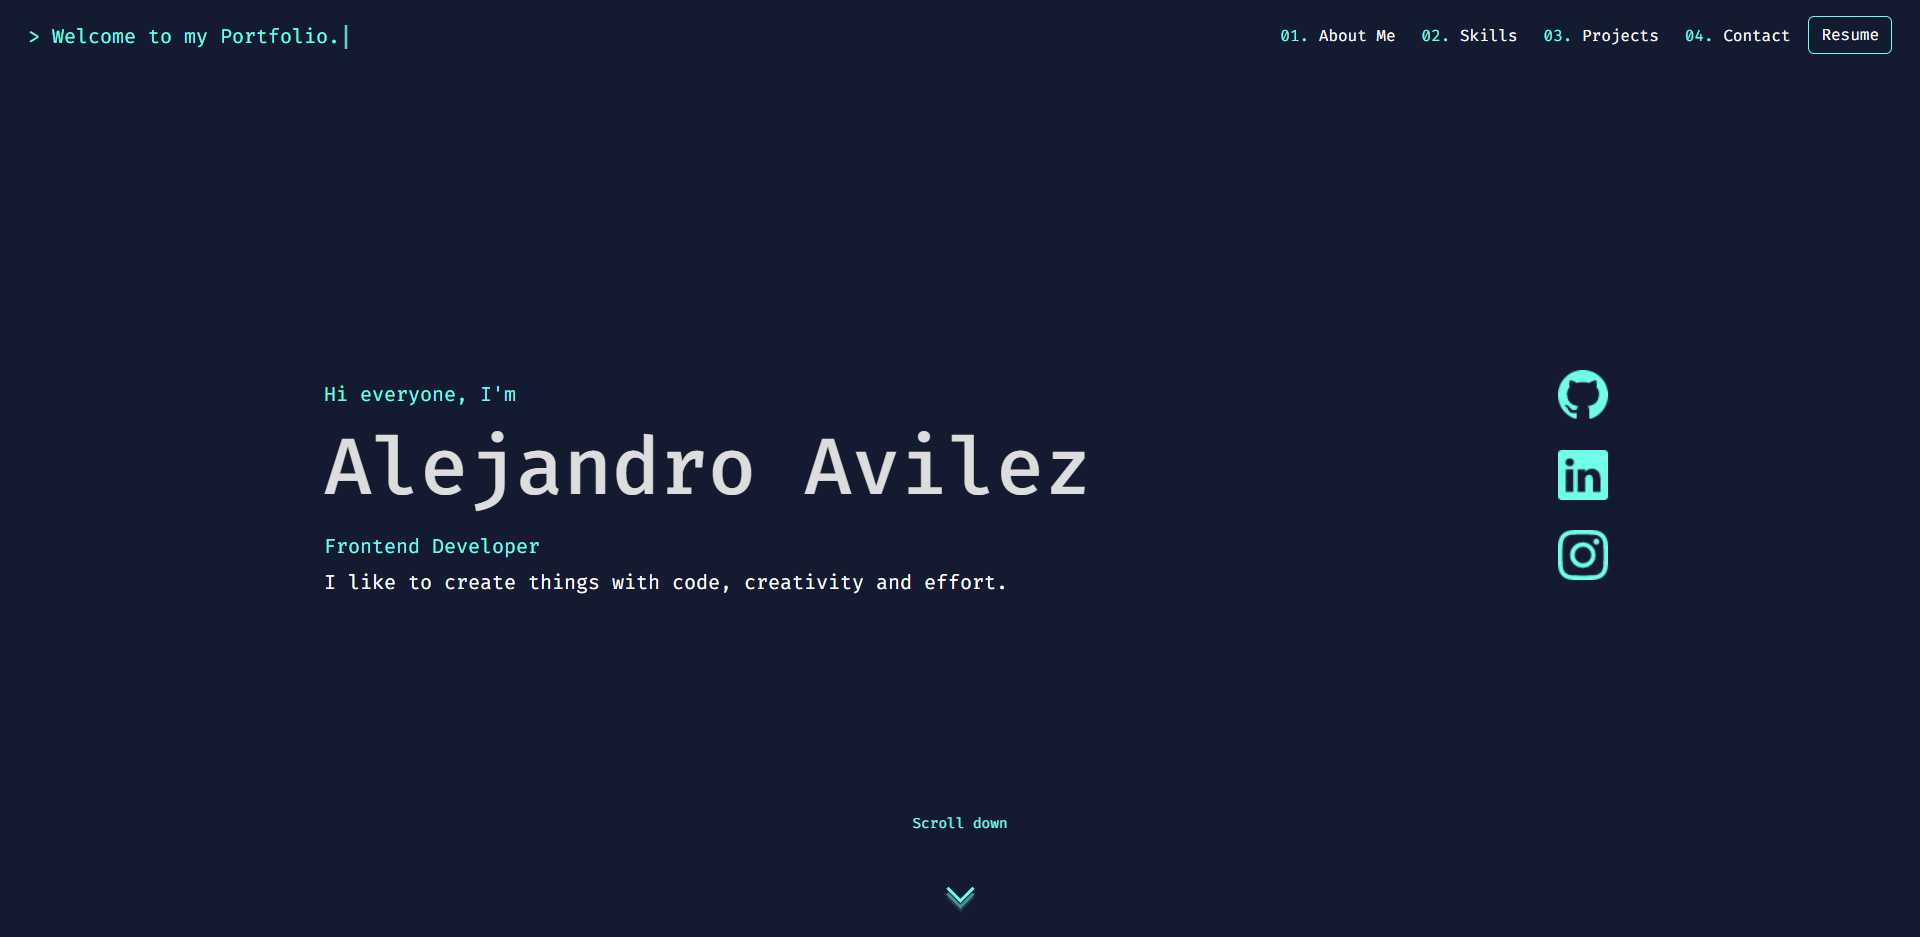 > Welcome to my Portfolio.
01. About Me 02. Skills 03. Projects 04. Contact Resume
Hi everyone, I'm
Alejandro Avilez
in
Frontend Developer
I like to create things with code, creativity and effort.
Scroll down